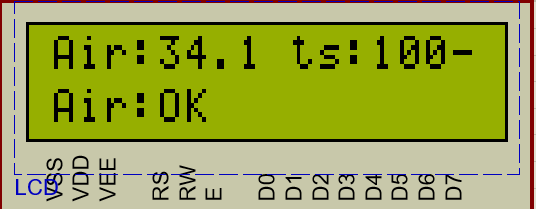 Air:34.1 ts:100-
Air:OK
LCD
VSS
VDD
VEE
RS
RW
E
D0
D1
D2
D3
D4
D5
D6
D7